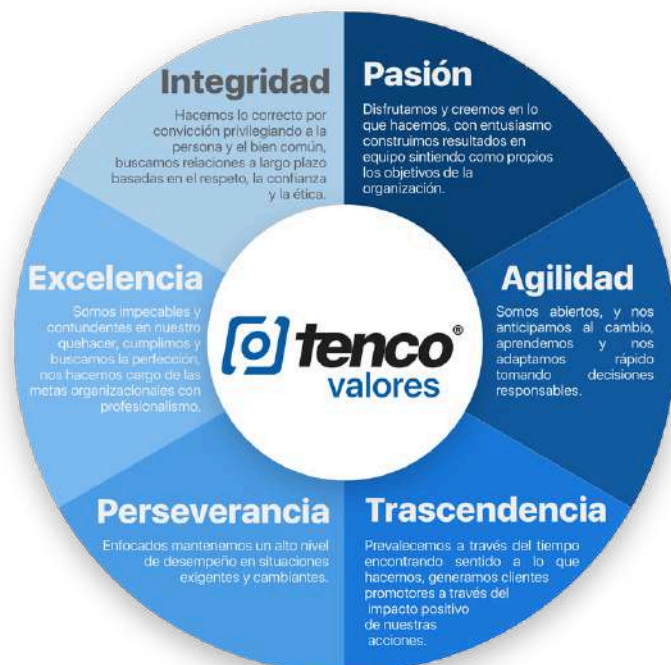 Integridad
Hacemos lo correcto por
convicción privilegiando a la
persona y el bien común,
buscamos relaciones a largo plazo
basadas en el respeto, la confianza
y la ética.
Pasión
Disfrutamos y creemos en lo
que hacemos, con entusiasmo
construimos resultados en
equipo sintiendo como propios
los objetivos de la
organización.
Excelencia
Somos impecables y
contundentes en nuestro
quehacer, cumplimos y
buscamos la perfección,
nos hacemos cargo de las
metas organizacionales con
profesionalismo.
tenco®
valores
Agilidad
Somos abiertos, y nos
anticipamos al cambio,
aprendemos y nos
adaptamos rápido
tomando decisiones
responsables.
Perseverancia
Enfocados mantenemos un alto nivel
de desempeño en situaciones
exigentes y cambiantes.
Trascendencia
Prevalecemos a través del tiempo
encontrando sentido a lo que
hacemos, generamos clientes
promotores a través del
impacto positivo
de nuestras
acciones.